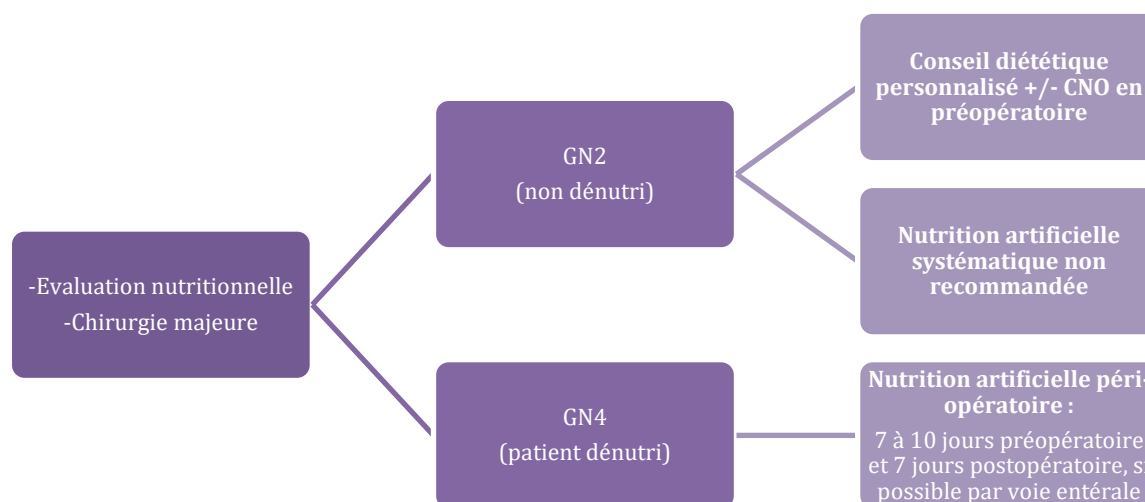 -Evaluation nutritionnelle
-Chirurgie majeure
GN2
(non dénutri)
Conseil diététique
personnalisé +/- CNO en
préopératoire
Nutrition artificielle
systématique non
recommandée
GN4
(patient dénutri)
Nutrition artificielle péri-
opératoire :
7 à 10 jours préopératoire
et 7 jours postopératoire, si
possible par voie entérale